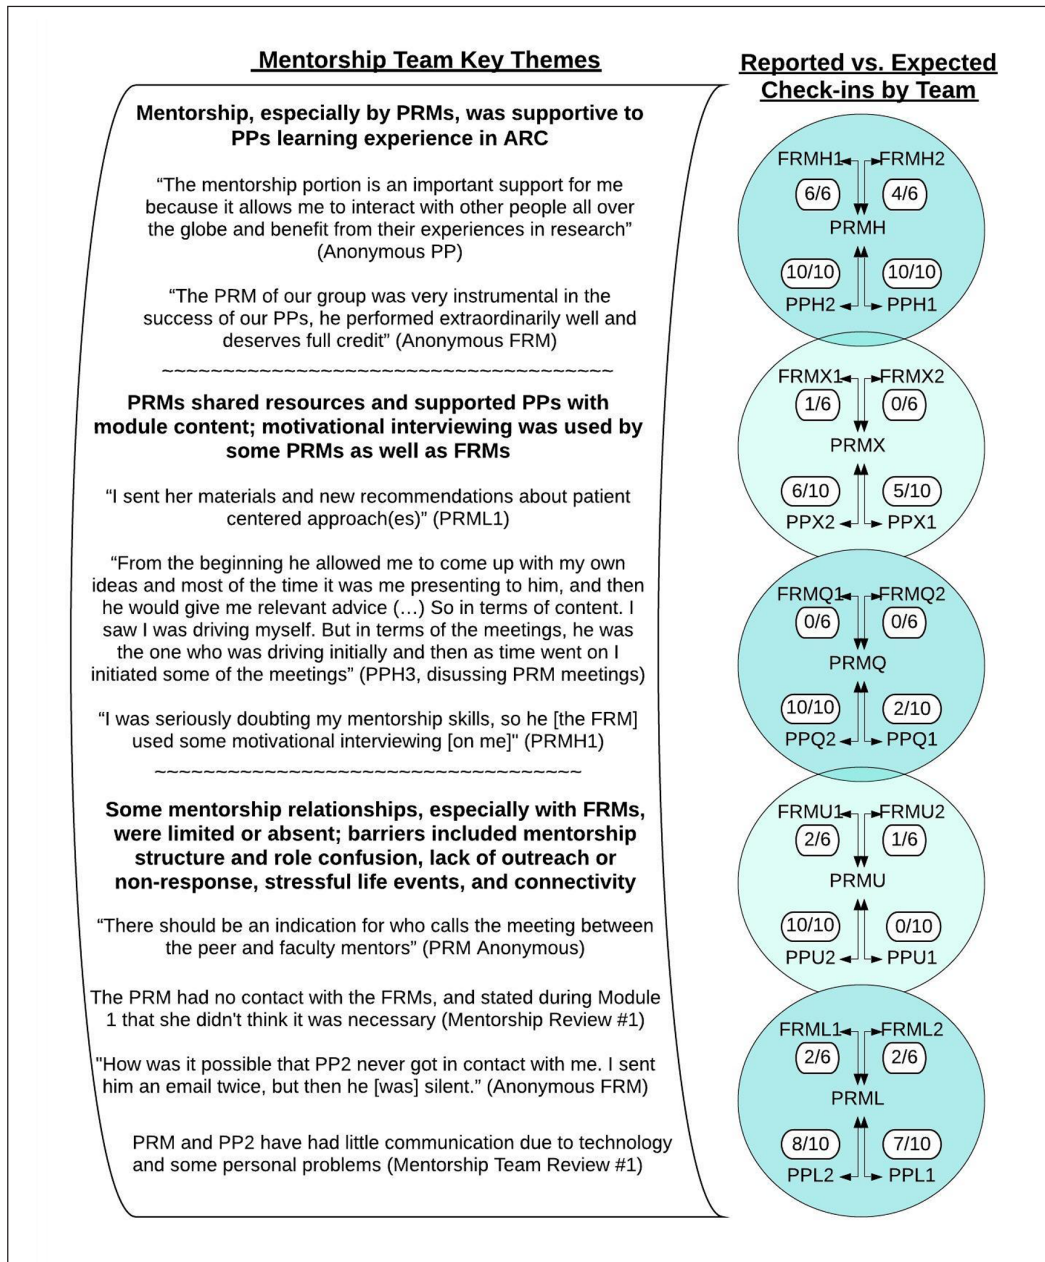 Mentorship Team Key Themes
Mentorship, especially by PRMs, was supportive to
PPs learning experience in ARC
“The mentorship portion is an important support for me
because it allows me to interact with other people all over
the globe and benefit from their experiences in research”
(Anonymous PP)
“The PRM of our group was very instrumental in the
success of our PPs, he performed extraordinarily well and
deserves full credit” (Anonymous FRM)
~~~~~~~~~~~~~~~~~~~~~~~~~~~~~~~~~~~~~
PRMs shared resources and supported PPs with
module content; motivational interviewing was used by
some PRMs as well as FRMs
“I sent her materials and new recommendations about patient
centered approach(es)” (PRML1)
“From the beginning he allowed me to come up with my own
ideas and most of the time it was me presenting to him, and then
he would give me relevant advice (…) So in terms of content. I
saw I was driving myself. But in terms of the meetings, he was
the one who was driving initially and then as time went on I
initiated some of the meetings” (PPH3, disussing PRM meetings)
“I was seriously doubting my mentorship skills, so he [the FRM]
used some motivational interviewing [on me]" (PRMH1)
~~~~~~~~~~~~~~~~~~~~~~~~~~~~~~~~~~~
Some mentorship relationships, especially with FRMs,
were limited or absent; barriers included mentorship
structure and role confusion, lack of outreach or
non-response, stressful life events, and connectivity
“There should be an indication for who calls the meeting between
the peer and faculty mentors” (PRM Anonymous)
The PRM had no contact with the FRMs, and stated during Module
1 that she didn't think it was necessary (Mentorship Review #1)
"How was it possible that PP2 never got in contact with me. I sent
him an email twice, but then he [was] silent.” (Anonymous FRM)
PRM and PP2 have had little communication due to technology
and some personal problems (Mentorship Team Review #1)
Reported vs. Expected
Check-ins by Team
FRMH1 FRMH2
6/6 4/6
PRMH
10/10 10/10
PPH2 PPH1
FRMX1 FRMX2
1/6 0/6
PRMX
6/10 5/10
PPX2 PPX1
FRMQ1 FRMQ2
0/6 0/6
PRMQ
10/10 2/10
PPQ2 PPQ1
FRMU1 FRMU2
2/6 1/6
PRMU
10/10 0/10
PPU2 PPU1
FRML1 FRML2
2/6 2/6
PRML
8/10 7/10
PPL2 PPL1